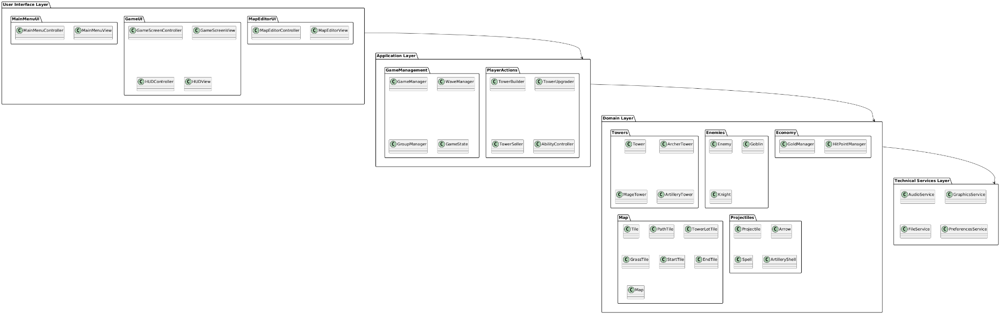 User Interface Layer
MainMenuUI
C MainMenuController
C MainMenuView
GameUI
C GameScreenController
C GameScreenView
C HUDController
C HUDView
MapEditorUI
C MapEditorController
C MapEditorView
Application Layer
GameManagement
C GameManager
C WaveManager
C GroupManager
C GameState
PlayerActions
C TowerBuilder
C TowerUpgrader
C TowerSeller
C AbilityController
Domain Layer
Towers
C Tower
C ArcherTower
C MageTower
C ArtilleryTower
Enemies
C Enemy
C Goblin
C Knight
Economy
C GoldManager
C HitPointManager
Map
C Tile
C PathTile
C TowerLotTile
C GrassTile
C StartTile
C EndTile
C Map
Projectiles
C Projectile
C Arrow
C Spell
C ArtilleryShell
Technical Services Layer
C AudioService
C GraphicsService
C FileService
C PreferencesService